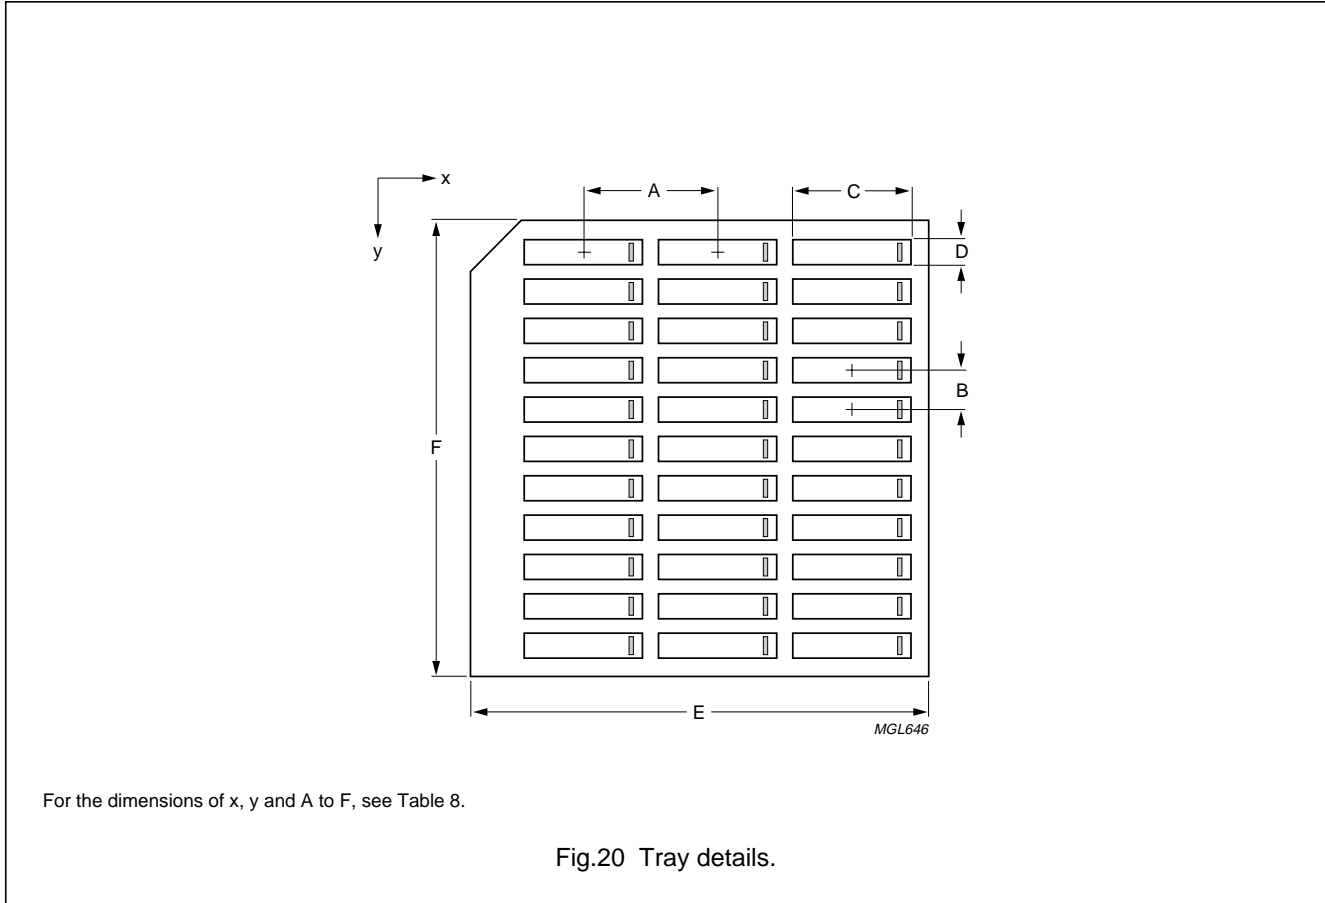 x
A
C
y
D
B
F
E
MGL646
For the dimensions of x, y and A to F, see Table 8.
Fig.20 Tray details.